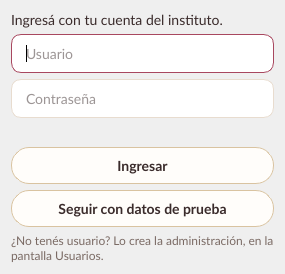 Ingresá con tu cuenta del instituto.
Usuario
Contraseña
Ingresar
Seguir con datos de prueba
¿No tenés usuario? Lo crea la administración, en la
pantalla Usuarios.